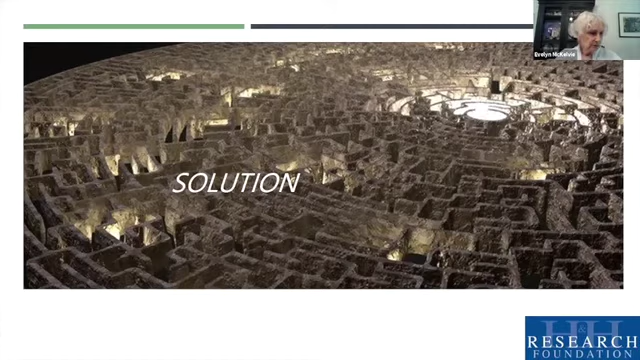 Evelyn McKelvie
SOLUTION
H&H
RESEARCH
FOUNDATION